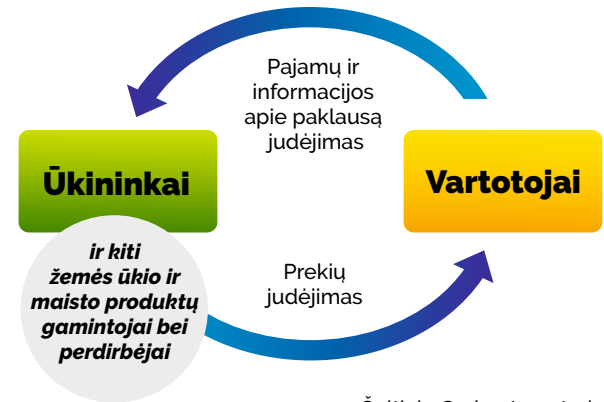 Pajamų ir
informacijos
apie paklausą
judėjimas
Ūkininkai
Vartotojai
ir kiti
žemės ūkio ir
maisto produktų
gamintojai bei
perdirbėjai
Prekių
judėjimas